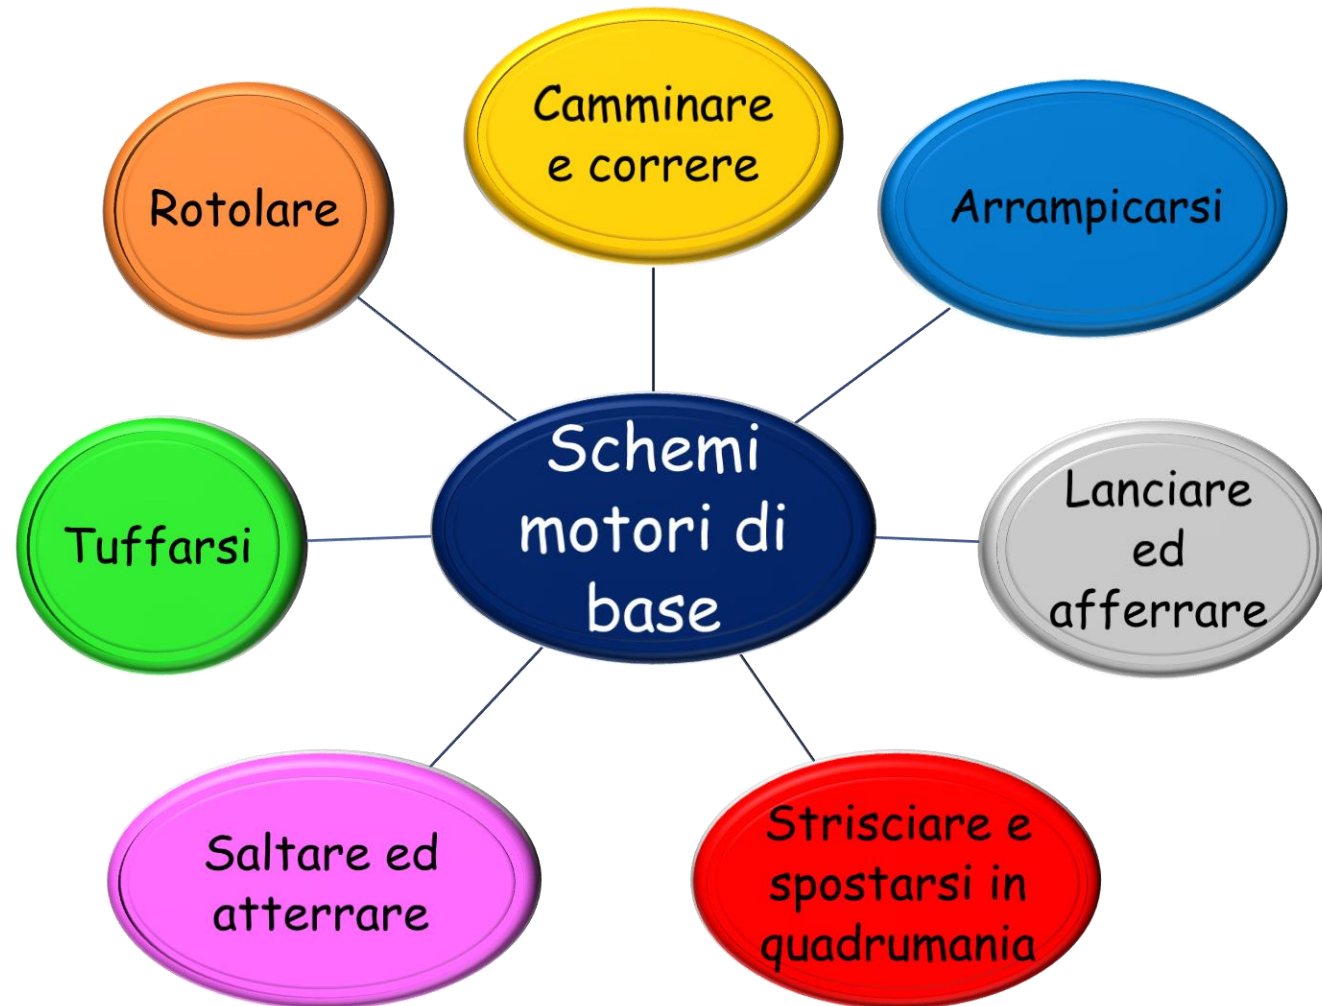 Camminare
e correre
Rotolare
Arrampicarsi
Schemi
motori di
base
Lanciare
ed
afferrare
Tuffarsi
Saltare ed
atterrare
Strisciare e
spostarsi in
quadrumania